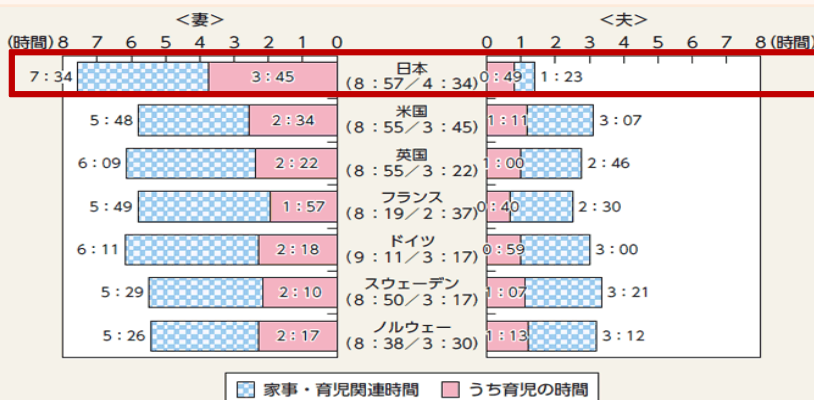 <妻> <夫>
(時間) 8 7 6 5 4 3 2 1 0 0 1 2 3 4 5 6 7 8 (時間)
7:34 3:45 日本 0:49 1:23
(8:57/4:34)
5:48 2:34 米国 1:11 3:07
(8:55/3:45)
6:09 2:22 英国 1:00 2:46
(8:55/3:22)
5:49 1:57 フランス 0:40 2:30
(8:19/2:37)
6:11 2:18 ドイツ 0:59 3:00
(9:11/3:17)
5:29 2:10 スウェーデン 1:07 3:21
(8:50/3:17)
5:26 2:17 ノルウェー 1:13 3:12
(8:38/3:30)
家事・育児関連時間 うち育児の時間